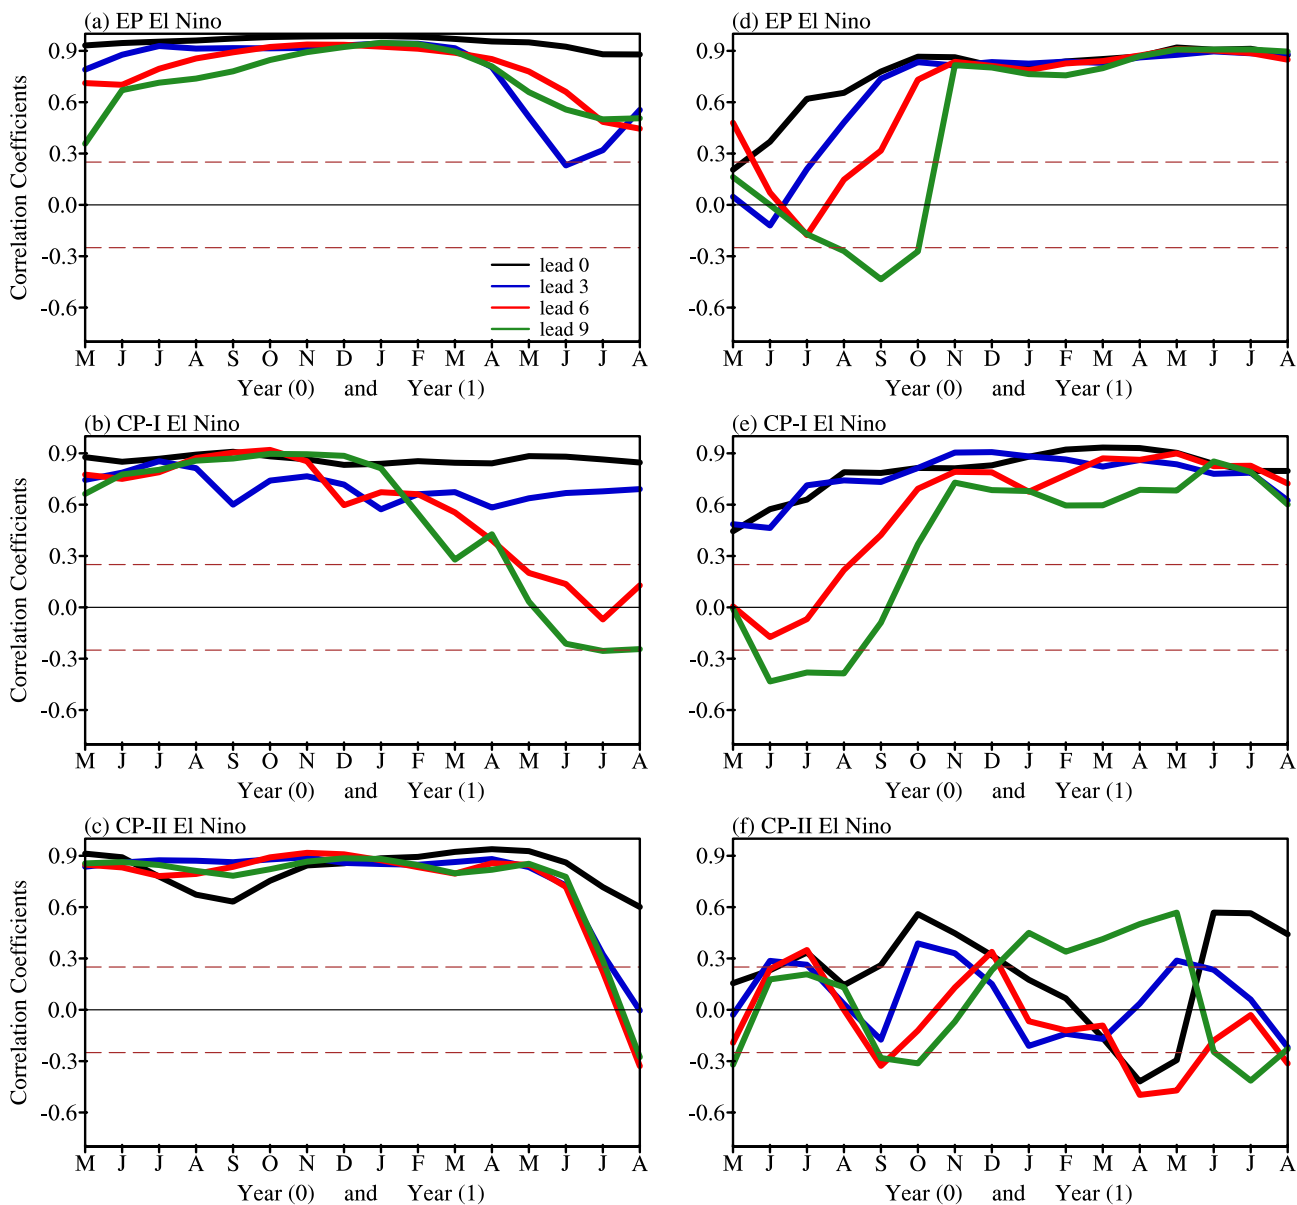 (a) EP El Nino
Correlation Coefficients
0.9
0.6
0.3
0.0
-0.3
-0.6
lead 0
lead 3
lead 6
lead 9
M J J A S O N D J F M A M J J A
Year (0) and Year (1)
(d) EP El Nino
0.9
0.6
0.3
0.0
-0.3
-0.6
M J J A S O N D J F M A M J J A
Year (0) and Year (1)
(b) CP-I El Nino
Correlation Coefficients
0.9
0.6
0.3
0.0
-0.3
-0.6
M J J A S O N D J F M A M J J A
Year (0) and Year (1)
(e) CP-I El Nino
0.9
0.6
0.3
0.0
-0.3
-0.6
M J J A S O N D J F M A M J J A
Year (0) and Year (1)
(c) CP-II El Nino
Correlation Coefficients
0.9
0.6
0.3
0.0
-0.3
-0.6
M J J A S O N D J F M A M J J A
Year (0) and Year (1)
(f) CP-II El Nino
0.9
0.6
0.3
0.0
-0.3
-0.6
M J J A S O N D J F M A M J J A
Year (0) and Year (1)